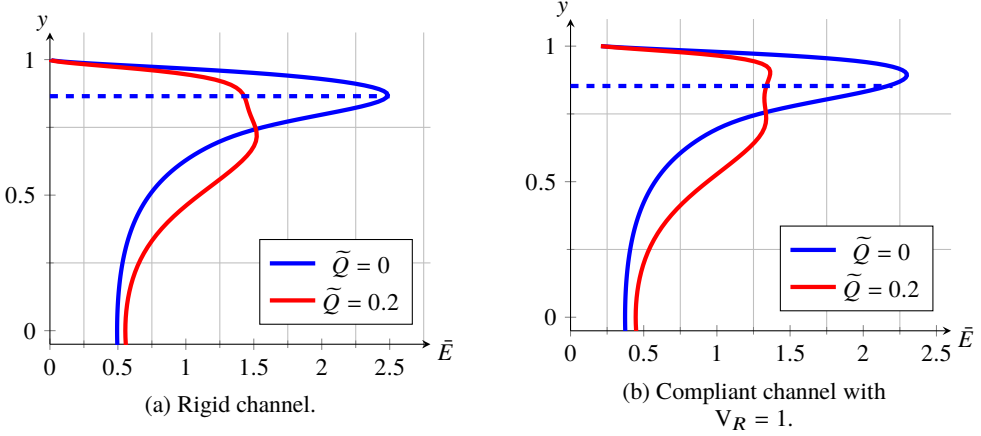 y
1
0.5
0
0
0.5
1
1.5
2
2.5
Ē
Q̃ = 0
Q̃ = 0.2
(a) Rigid channel.
y
1
0.5
0
0
0.5
1
1.5
2
2.5
Ē
Q̃ = 0
Q̃ = 0.2
(b) Compliant channel with
V_R = 1.